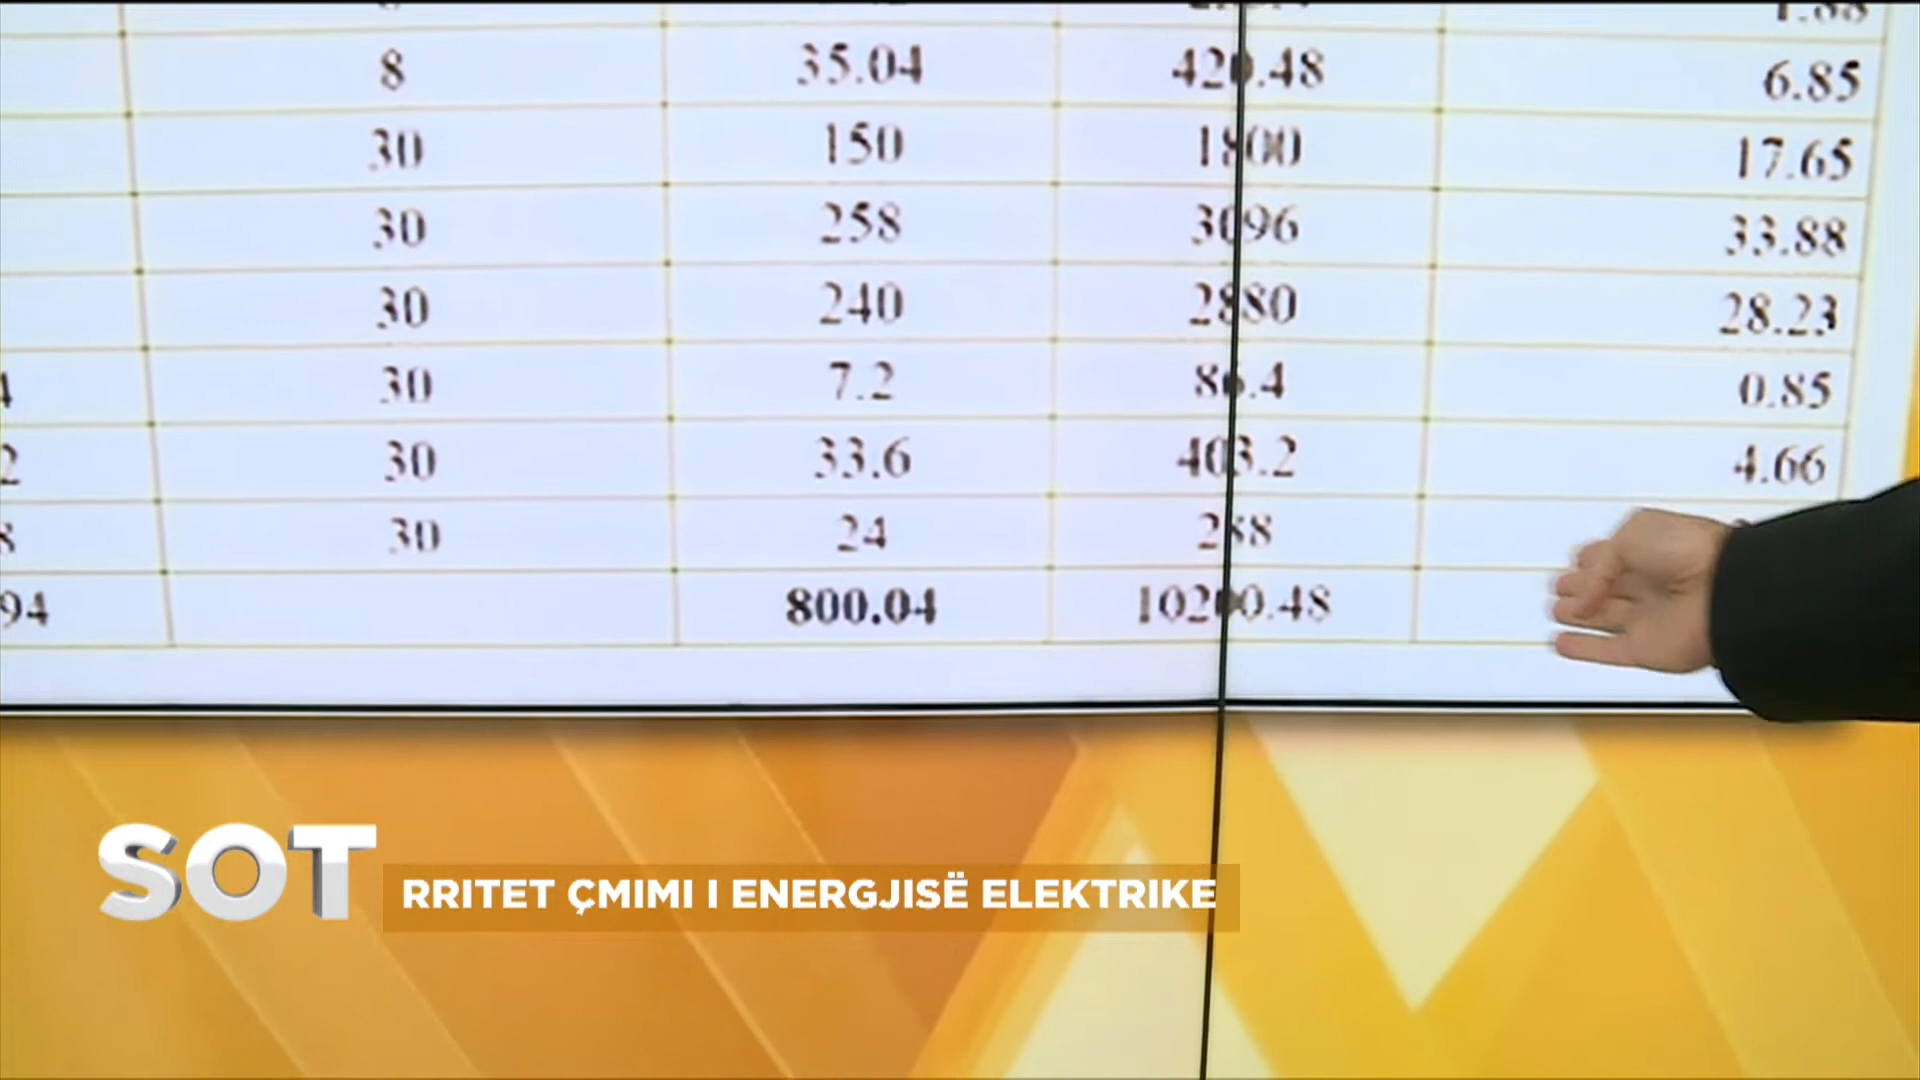 8 35.04 420.48 6.85
30 150 1800 17.65
30 258 3096 33.88
30 240 2880 28.23
30 7.2 86.4 0.85
30 33.6 403.2 4.66
30 24 288
94 800.04 10200.48
SOT
RRITET ÇMIMI I ENERGJISË ELEKTRIKE